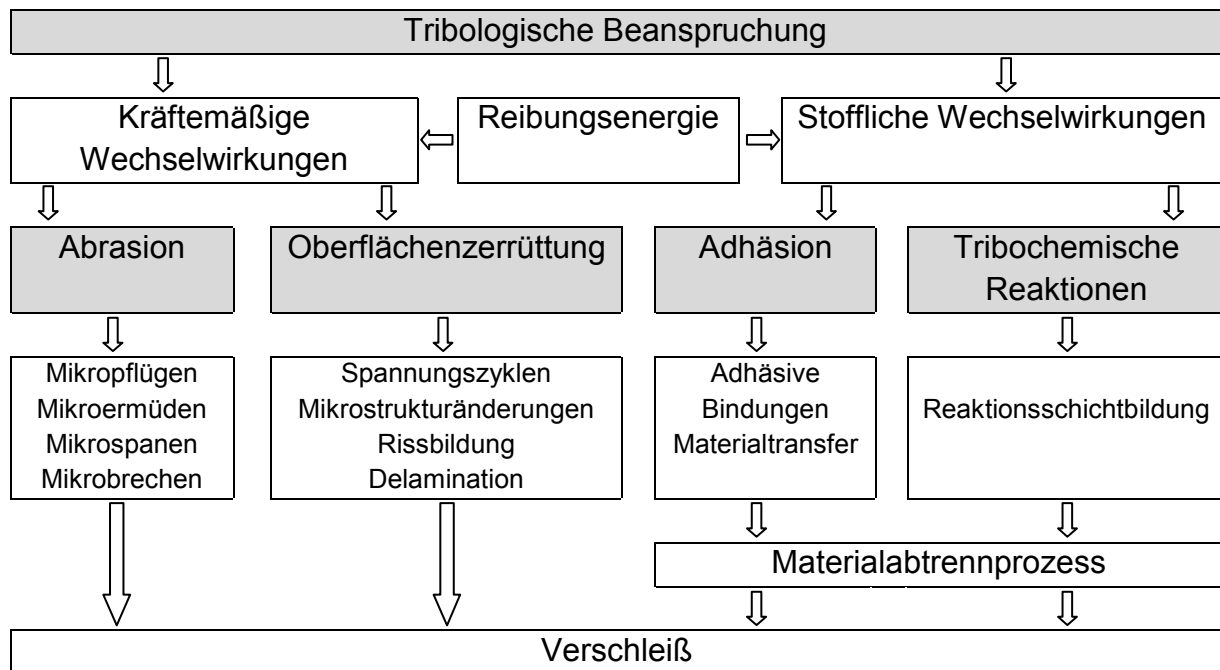 Tribologische Beanspruchung
Kräftemäßige
Wechselwirkungen
Reibungsenergie
Stoffliche Wechselwirkungen
Abrasion
Oberflächenzerrüttung
Adhäsion
Tribochemische
Reaktionen
Mikropflügen
Mikroermüden
Mikrospanen
Mikrobrechen
Spannungszyklen
Mikrostrukturänderungen
Rissbildung
Delamination
Adhäsive
Bindungen
Materialtransfer
Reaktionsschichtbildung
Materialabtrennprozess
Verschleiß